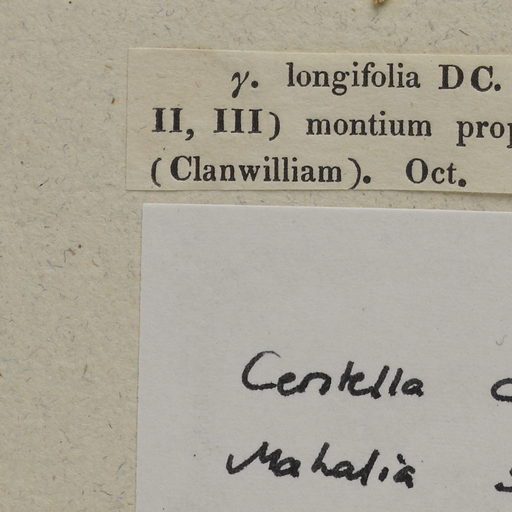 γ. longifolia DC.
II, III) montium prop
(Clanwilliam). Oct.
Centella c
Mahalia s